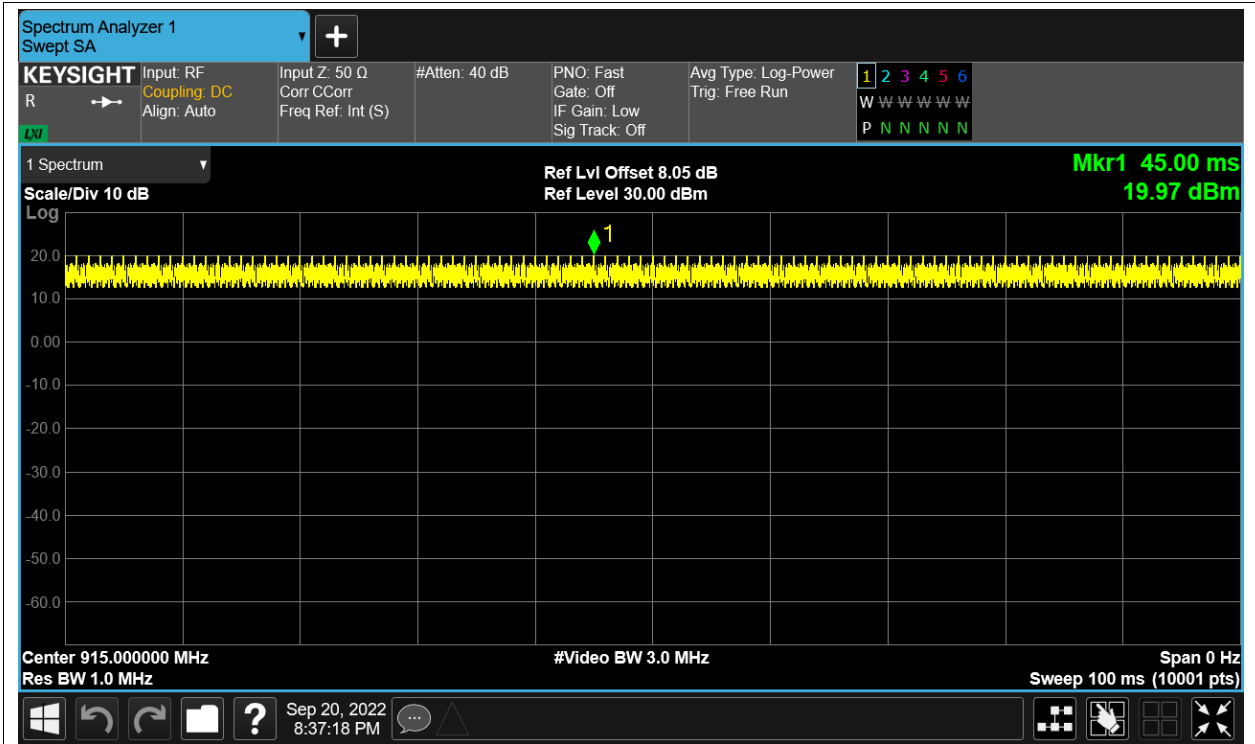 Spectrum Analyzer 1
Swept SA
KEYSIGHT
R
LXI
Input: RF
Coupling: DC
Align: Auto
Input Z: 50 Ω
Corr CCorr
Freq Ref: Int (S)
#Atten: 40 dB
PNO: Fast
Gate: Off
IF Gain: Low
Sig Track: Off
Avg Type: Log-Power
Trig: Free Run
1 2 3 4 5 6
W W W W W W
P N N N N N
1 Spectrum
Scale/Div 10 dB
Log
Ref Lvl Offset 8.05 dB
Ref Level 30.00 dBm
Mkr1 45.00 ms
19.97 dBm
1
20.0
10.0
0.00
-10.0
-20.0
-30.0
-40.0
-50.0
-60.0
Center 915.000000 MHz
Res BW 1.0 MHz
#Video BW 3.0 MHz
Span 0 Hz
Sweep 100 ms (10001 pts)
?
Sep 20, 2022
8:37:18 PM